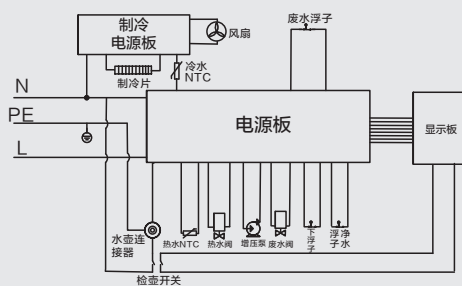 制冷
电源板
风扇
废水浮子
制冷片
冷水
NTC
N
PE
L
电源板
显示板
水壶连
接器
热水NTC
热水阀
增压泵
废水阀
下浮子
浮子
净水
检壶开关